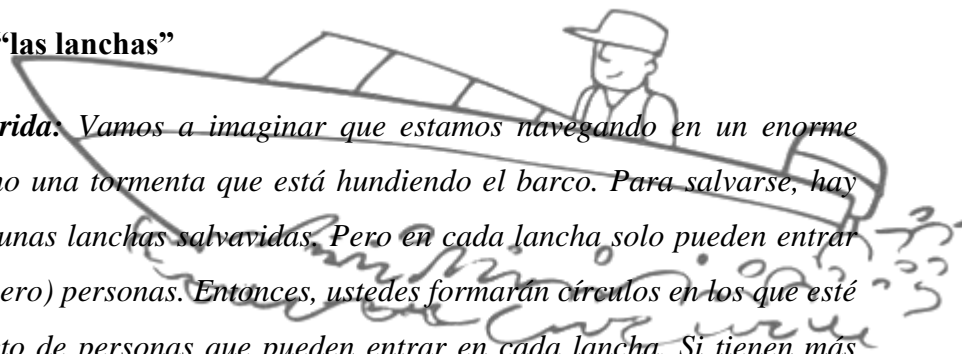 “las lanchas”
rida: Vamos a imaginar que estamos navegando en un enorme
no una tormenta que está hundiendo el barco. Para salvarse, hay
unas lanchas salvavidas. Pero en cada lancha solo pueden entrar
ero) personas. Entonces, ustedes formarán círculos en los que esté
to de personas que pueden entrar en cada lancha. Si tienen más